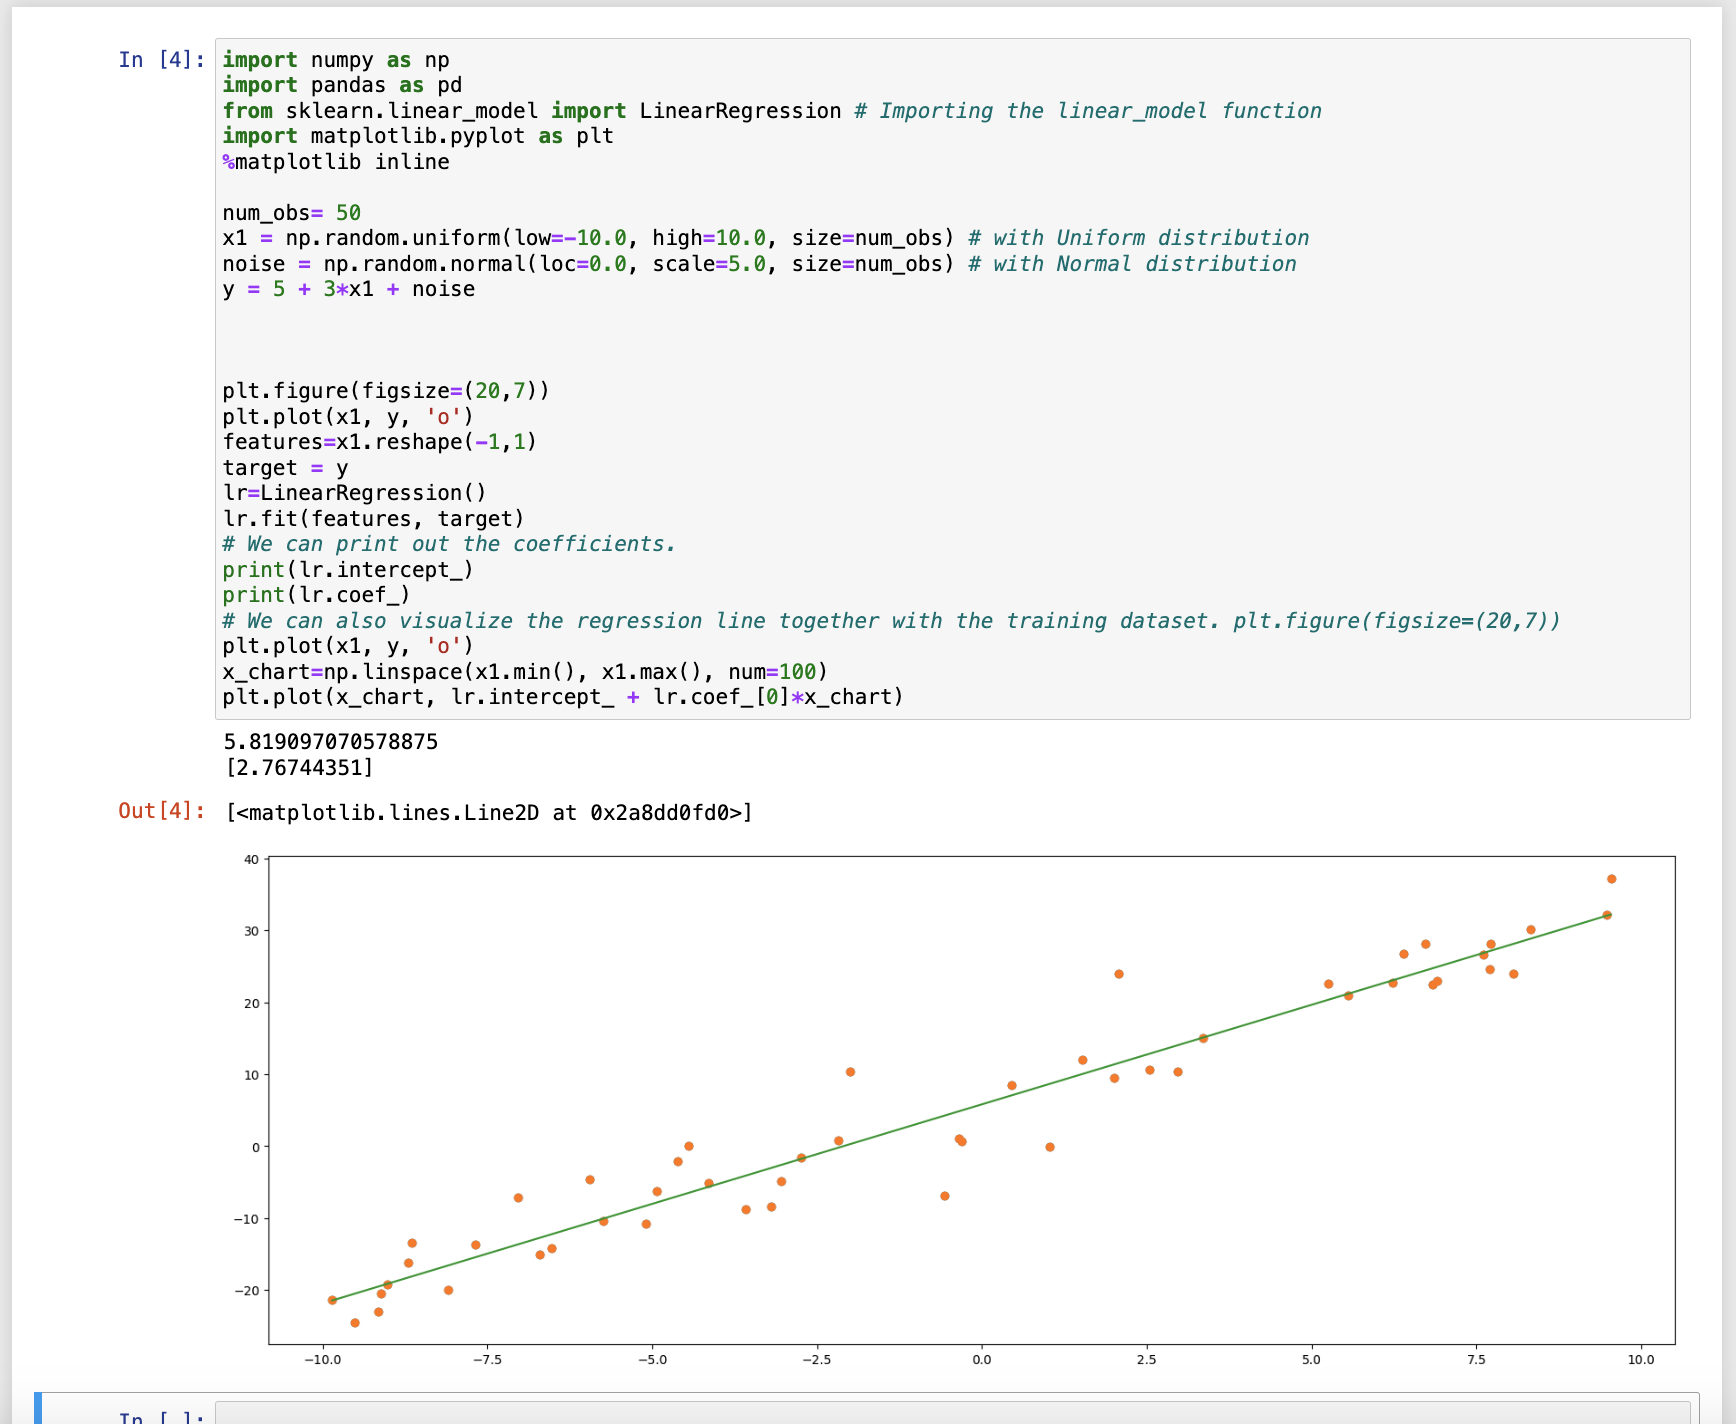 In [4]:
import numpy as np
import pandas as pd
from sklearn.linear_model import LinearRegression # Importing the linear_model function
import matplotlib.pyplot as plt
%matplotlib inline
num_obs= 50
x1 = np.random.uniform(low=-10.0, high=10.0, size=num_obs) # with Uniform distribution
noise = np.random.normal(loc=0.0, scale=5.0, size=num_obs) # with Normal distribution
y = 5 + 3*x1 + noise
plt.figure(figsize=(20,7))
plt.plot(x1, y, 'o')
features=x1.reshape(-1,1)
target = y
lr=LinearRegression()
lr.fit(features, target)
# We can print out the coefficients.
print(lr.intercept_)
print(lr.coef_)
# We can also visualize the regression line together with the training dataset. plt.figure(figsize=(20,7))
plt.plot(x1, y, 'o')
x_chart=np.linspace(x1.min(), x1.max(), num=100)
plt.plot(x_chart, lr.intercept_ + lr.coef_[0]*x_chart)
5.819097070578875
[2.76744351]
Out[4]: [<matplotlib.lines.Line2D at 0x2a8dd0fd0>]
40
30
20
10
0
−10
−20
−10.0 −7.5 −5.0 −2.5 0.0 2.5 5.0 7.5 10.0
In [ ]: